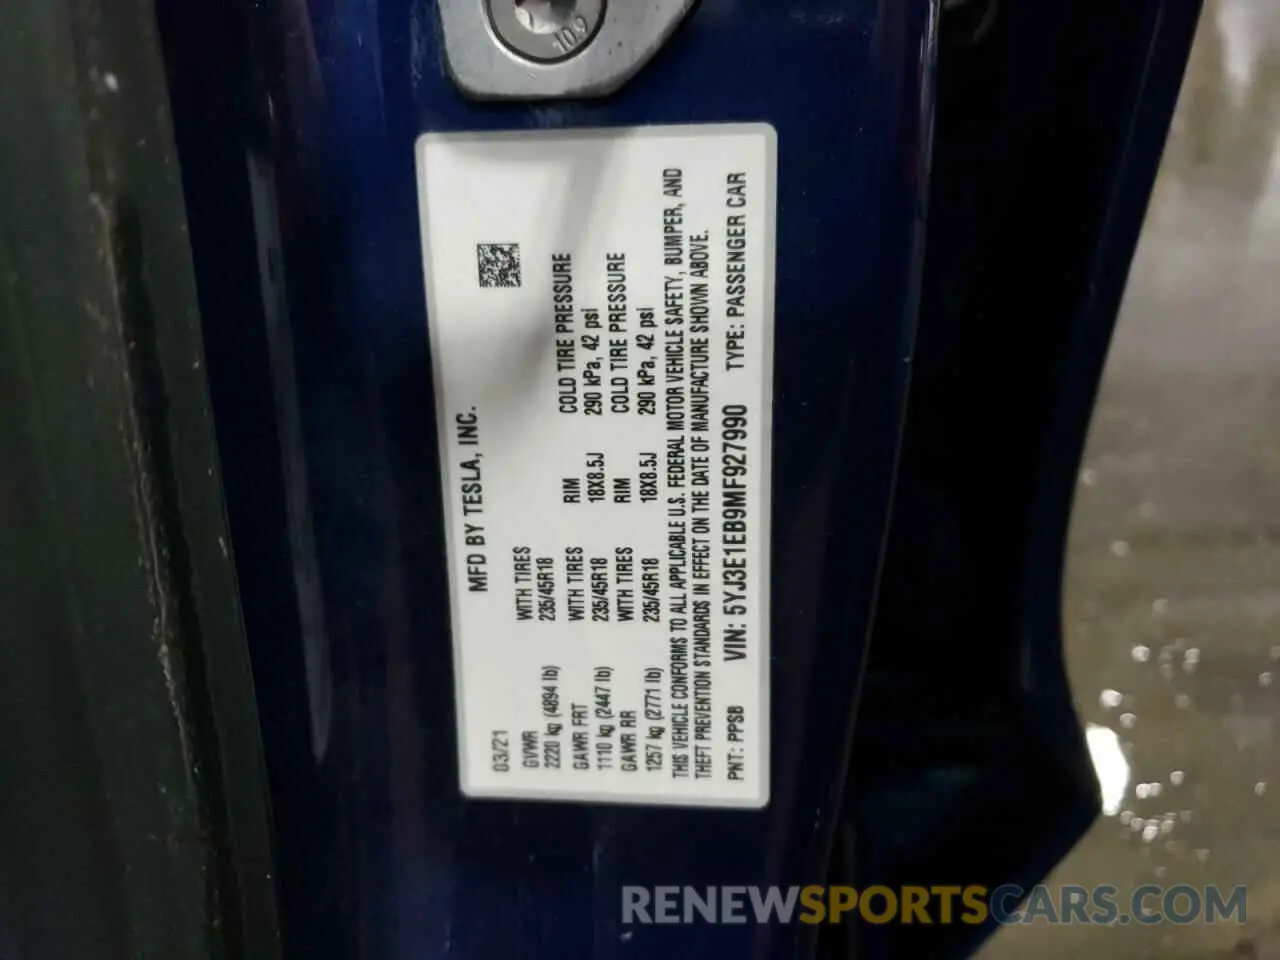 10.9
MFD BY TESLA, INC.
03/21
GVWR WITH TIRES
2220 kg (4894 lb) 235/45R18
GAWR FRT WITH TIRES RIM COLD TIRE PRESSURE
1110 kg (2447 lb) 235/45R18 18X8.5J 290 kPa, 42 psi
GAWR RR WITH TIRES RIM COLD TIRE PRESSURE
1257 kg (2771 lb) 235/45R18 18X8.5J 290 kPa, 42 psi
THIS VEHICLE CONFORMS TO ALL APPLICABLE U.S. FEDERAL MOTOR VEHICLE SAFETY, BUMPER, AND
THEFT PREVENTION STANDARDS IN EFFECT ON THE DATE OF MANUFACTURE SHOWN ABOVE.
PNT: PPSB VIN: 5YJ3E1EB9MF927990 TYPE: PASSENGER CAR
RENEWSPORTSCARS.COM